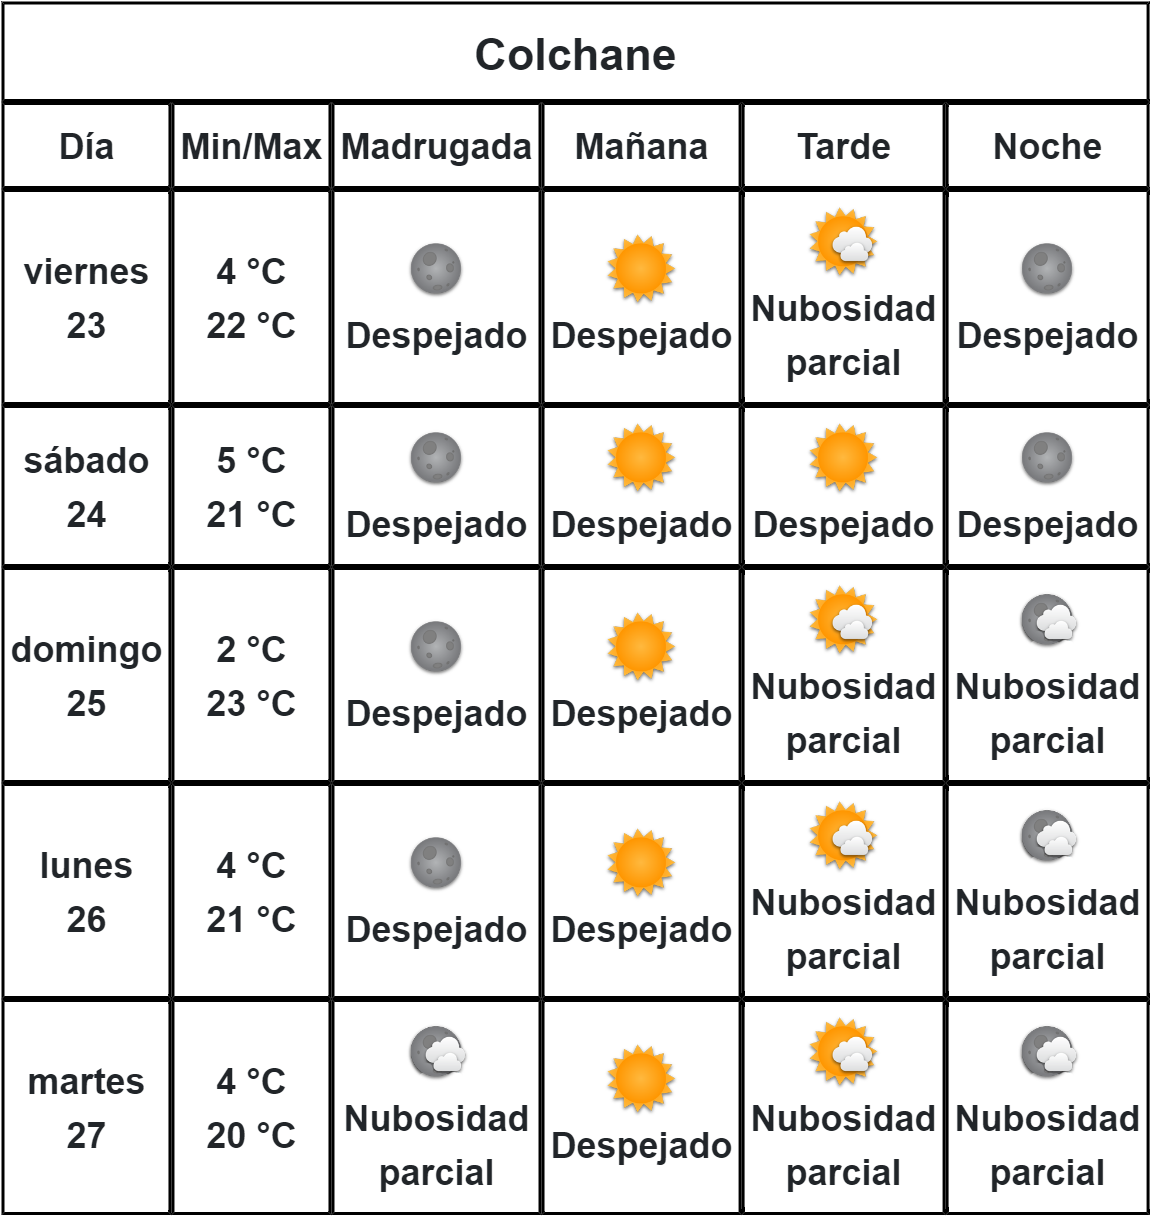 Colchane
Día Min/Max Madrugada Mañana Tarde Noche
viernes
23
4 °C
22 °C
Despejado
Despejado
Nubosidad
parcial
Despejado
sábado
24
5 °C
21 °C
Despejado
Despejado
Despejado
Despejado
domingo
25
2 °C
23 °C
Despejado
Despejado
Nubosidad
parcial
Nubosidad
parcial
lunes
26
4 °C
21 °C
Despejado
Despejado
Nubosidad
parcial
Nubosidad
parcial
martes
27
4 °C
20 °C
Nubosidad
parcial
Despejado
Nubosidad
parcial
Nubosidad
parcial